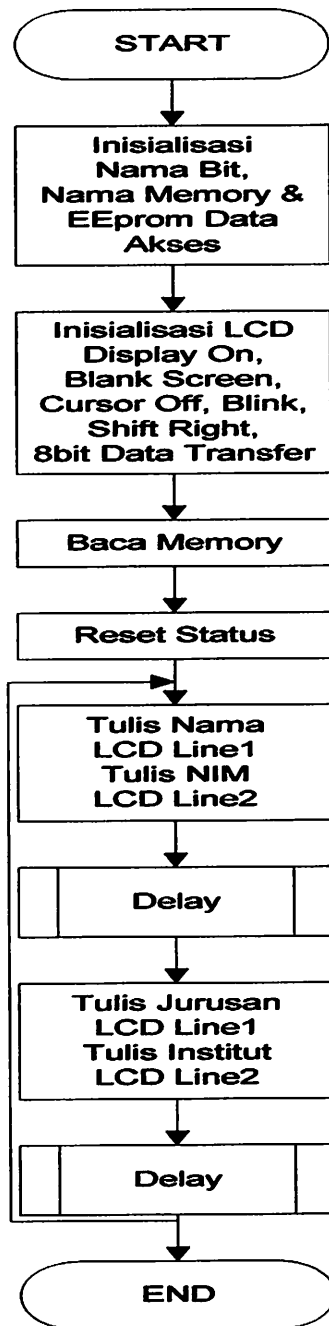 START
Inisialisasi
Nama Bit,
Nama Memory &
EEprom Data
Akses
Inisialisasi LCD
Display On,
Blank Screen,
Cursor Off, Blink,
Shift Right,
8bit Data Transfer
Baca Memory
Reset Status
Tulis Nama
LCD Line1
Tulis NIM
LCD Line2
Delay
Tulis Jurusan
LCD Line1
Tulis Institut
LCD Line2
Delay
END